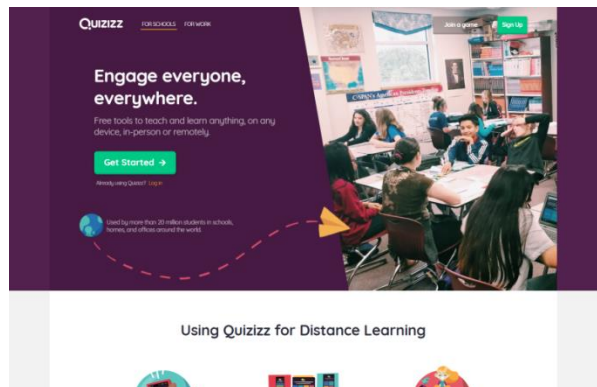 Quizizz
FOR SCHOOLS FOR WORK
Join a game
Sign Up
Engage everyone,
everywhere.
Free tools to teach and learn anything, on any
device, in-person or remotely.
Get Started →
Already using Quizizz? Log in
Used by more than 20 million students in schools,
homes, and offices around the world.
Using Quizizz for Distance Learning